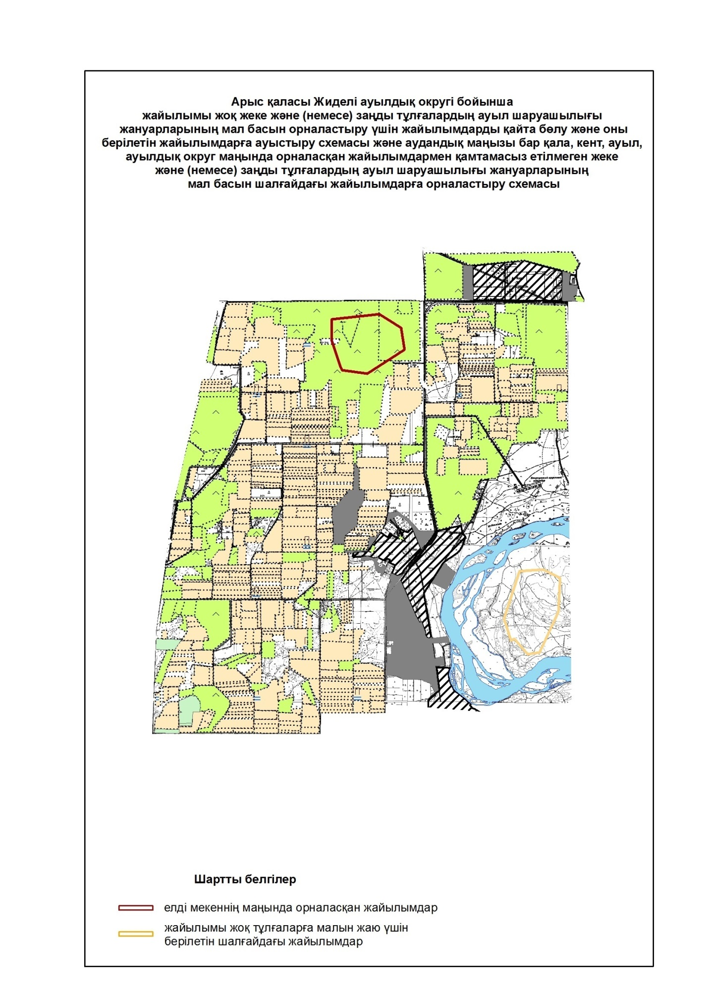 Арыс қаласы Жиделі ауылдық округі бойынша
жайылымы жоқ жеке және (немесе) заңды тұлғалардың ауыл шаруашылығы
жануарларының мал басын орналастыру үшін жайылымдарды қайта бөлу және оны
берілетін жайылымдарға ауыстыру схемасы және аудандық маңызы бар қала, кент, ауыл,
ауылдық округ маңында орналасқан жайылымдармен қамтамасыз етілмеген жеке
және (немесе) заңды тұлғалардың ауыл шаруашылығы жануарларының
мал басын шалғайдағы жайылымдарға орналастыру схемасы
Шартты белгілер
елді мекеннің маңында орналасқан жайылымдар
жайылымы жоқ тұлғаларға малын жаю үшін
берілетін шалғайдағы жайылымдар